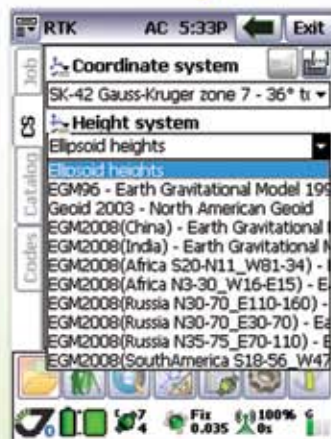 RTK AC 5:33P Exit
Job
Coordinate system
SK-42 Gauss-Kruger zone 7 - 36° to
CS
Height system
Ellipsoid heights
Ellipsoid heights
EGM96 - Earth Gravitational Model 199
Geoid 2003 - North American Geoid
Catalog
EGM2008(China) - Earth Gravitational
EGM2008(India) - Earth Gravitational M
EGM2008(Africa S20-N11_W81-34) - E
Codes
EGM2008(Africa N3-30_W16-E15) - E
EGM2008(Russia N30-70_E110-160) -
EGM2008(Russia N30-70_E30-70) - E
EGM2008(Russia N35-75_E70-110) - E
EGM2008(SouthAmerica S18-56_W47
0 7 4 Fix 0.035 100% 0s 6